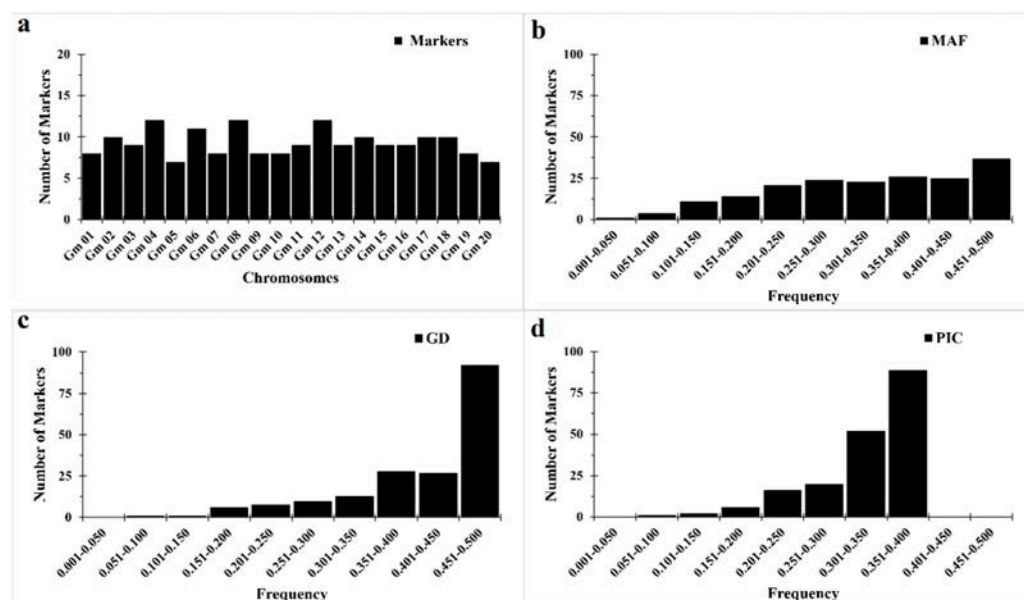 a
Markers
20
15
10
5
0
Number of Markers
Gm 01
Gm 02
Gm 03
Gm 04
Gm 05
Gm 06
Gm 07
Gm 08
Gm 09
Gm 10
Gm 11
Gm 12
Gm 13
Gm 14
Gm 15
Gm 16
Gm 17
Gm 18
Gm 19
Gm 20
Chromosomes
b
MAF
100
75
50
25
0
Number of Markers
0.001-0.050
0.051-0.100
0.101-0.150
0.151-0.200
0.201-0.250
0.251-0.300
0.301-0.350
0.351-0.400
0.401-0.450
0.451-0.500
Frequency
c
GD
100
75
50
25
0
Number of Markers
0.001-0.050
0.051-0.100
0.101-0.150
0.151-0.200
0.201-0.250
0.251-0.300
0.301-0.350
0.351-0.400
0.401-0.450
0.451-0.500
Frequency
d
PIC
100
75
50
25
0
Number of Markers
0.001-0.050
0.051-0.100
0.101-0.150
0.151-0.200
0.201-0.250
0.251-0.300
0.301-0.350
0.351-0.400
0.401-0.450
0.451-0.500
Frequency